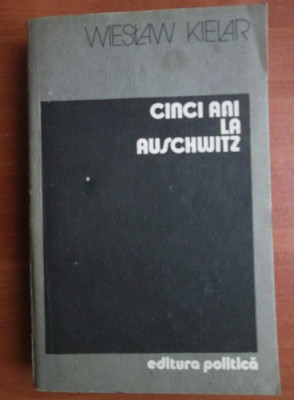 WIESŁAW KIELAR
CINCI ANI
LA
AUSCHWITZ
editura politică